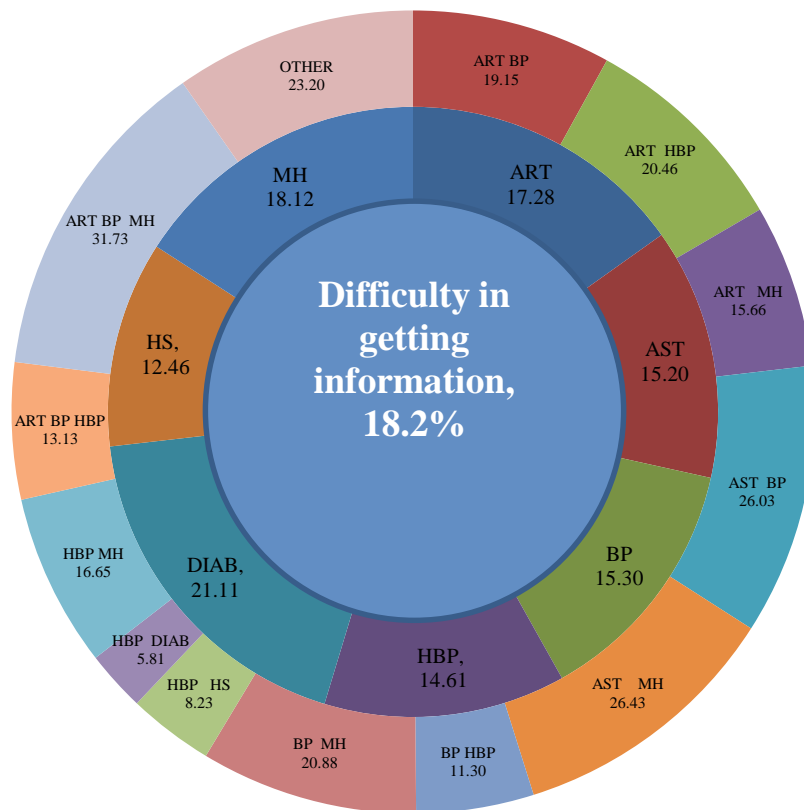 Difficulty in
getting
information,
18.2%
ART
17.28
AST
15.20
BP
15.30
HBP,
14.61
DIAB,
21.11
HS,
12.46
MH
18.12
ART BP
19.15
ART HBP
20.46
ART MH
15.66
AST BP
26.03
AST MH
26.43
BP HBP
11.30
BP MH
20.88
HBP HS
8.23
HBP DIAB
5.81
HBP MH
16.65
ART BP HBP
13.13
ART BP MH
31.73
OTHER
23.20